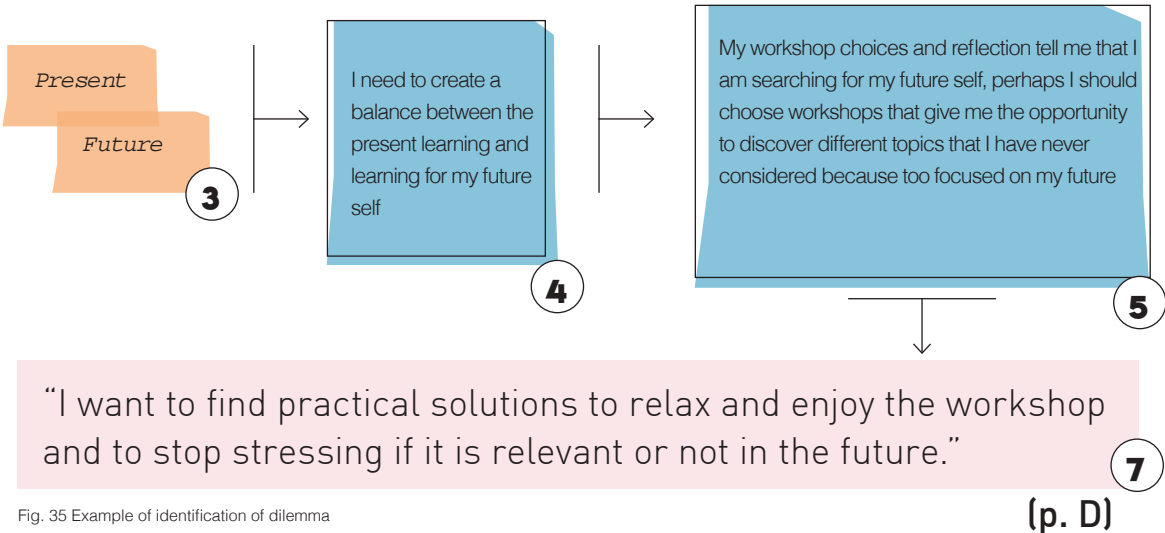 Present
Future
3
I need to create a
balance between the
present learning and
learning for my future
self
4
My workshop choices and reflection tell me that I
am searching for my future self, perhaps I should
choose workshops that give me the opportunity
to discover different topics that I have never
considered because too focused on my future
5
“I want to find practical solutions to relax and enjoy the workshop
and to stop stressing if it is relevant or not in the future.”
7
Fig. 35 Example of identification of dilemma
(p. D)